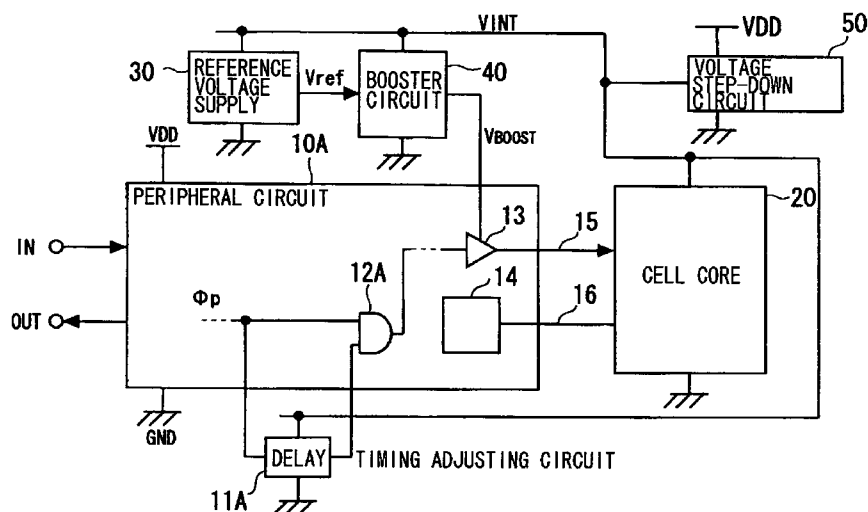 VINT
VDD
50
30
REFERENCE
VOLTAGE
SUPPLY
Vref
40
BOOSTER
CIRCUIT
VOLTAGE
STEP-DOWN
CIRCUIT
VDD
10A
VBOOST
PERIPHERAL CIRCUIT
13
15
20
IN
12A
14
CELL CORE
OUT
Φp
16
GND
DELAY
TIMING ADJUSTING CIRCUIT
11A